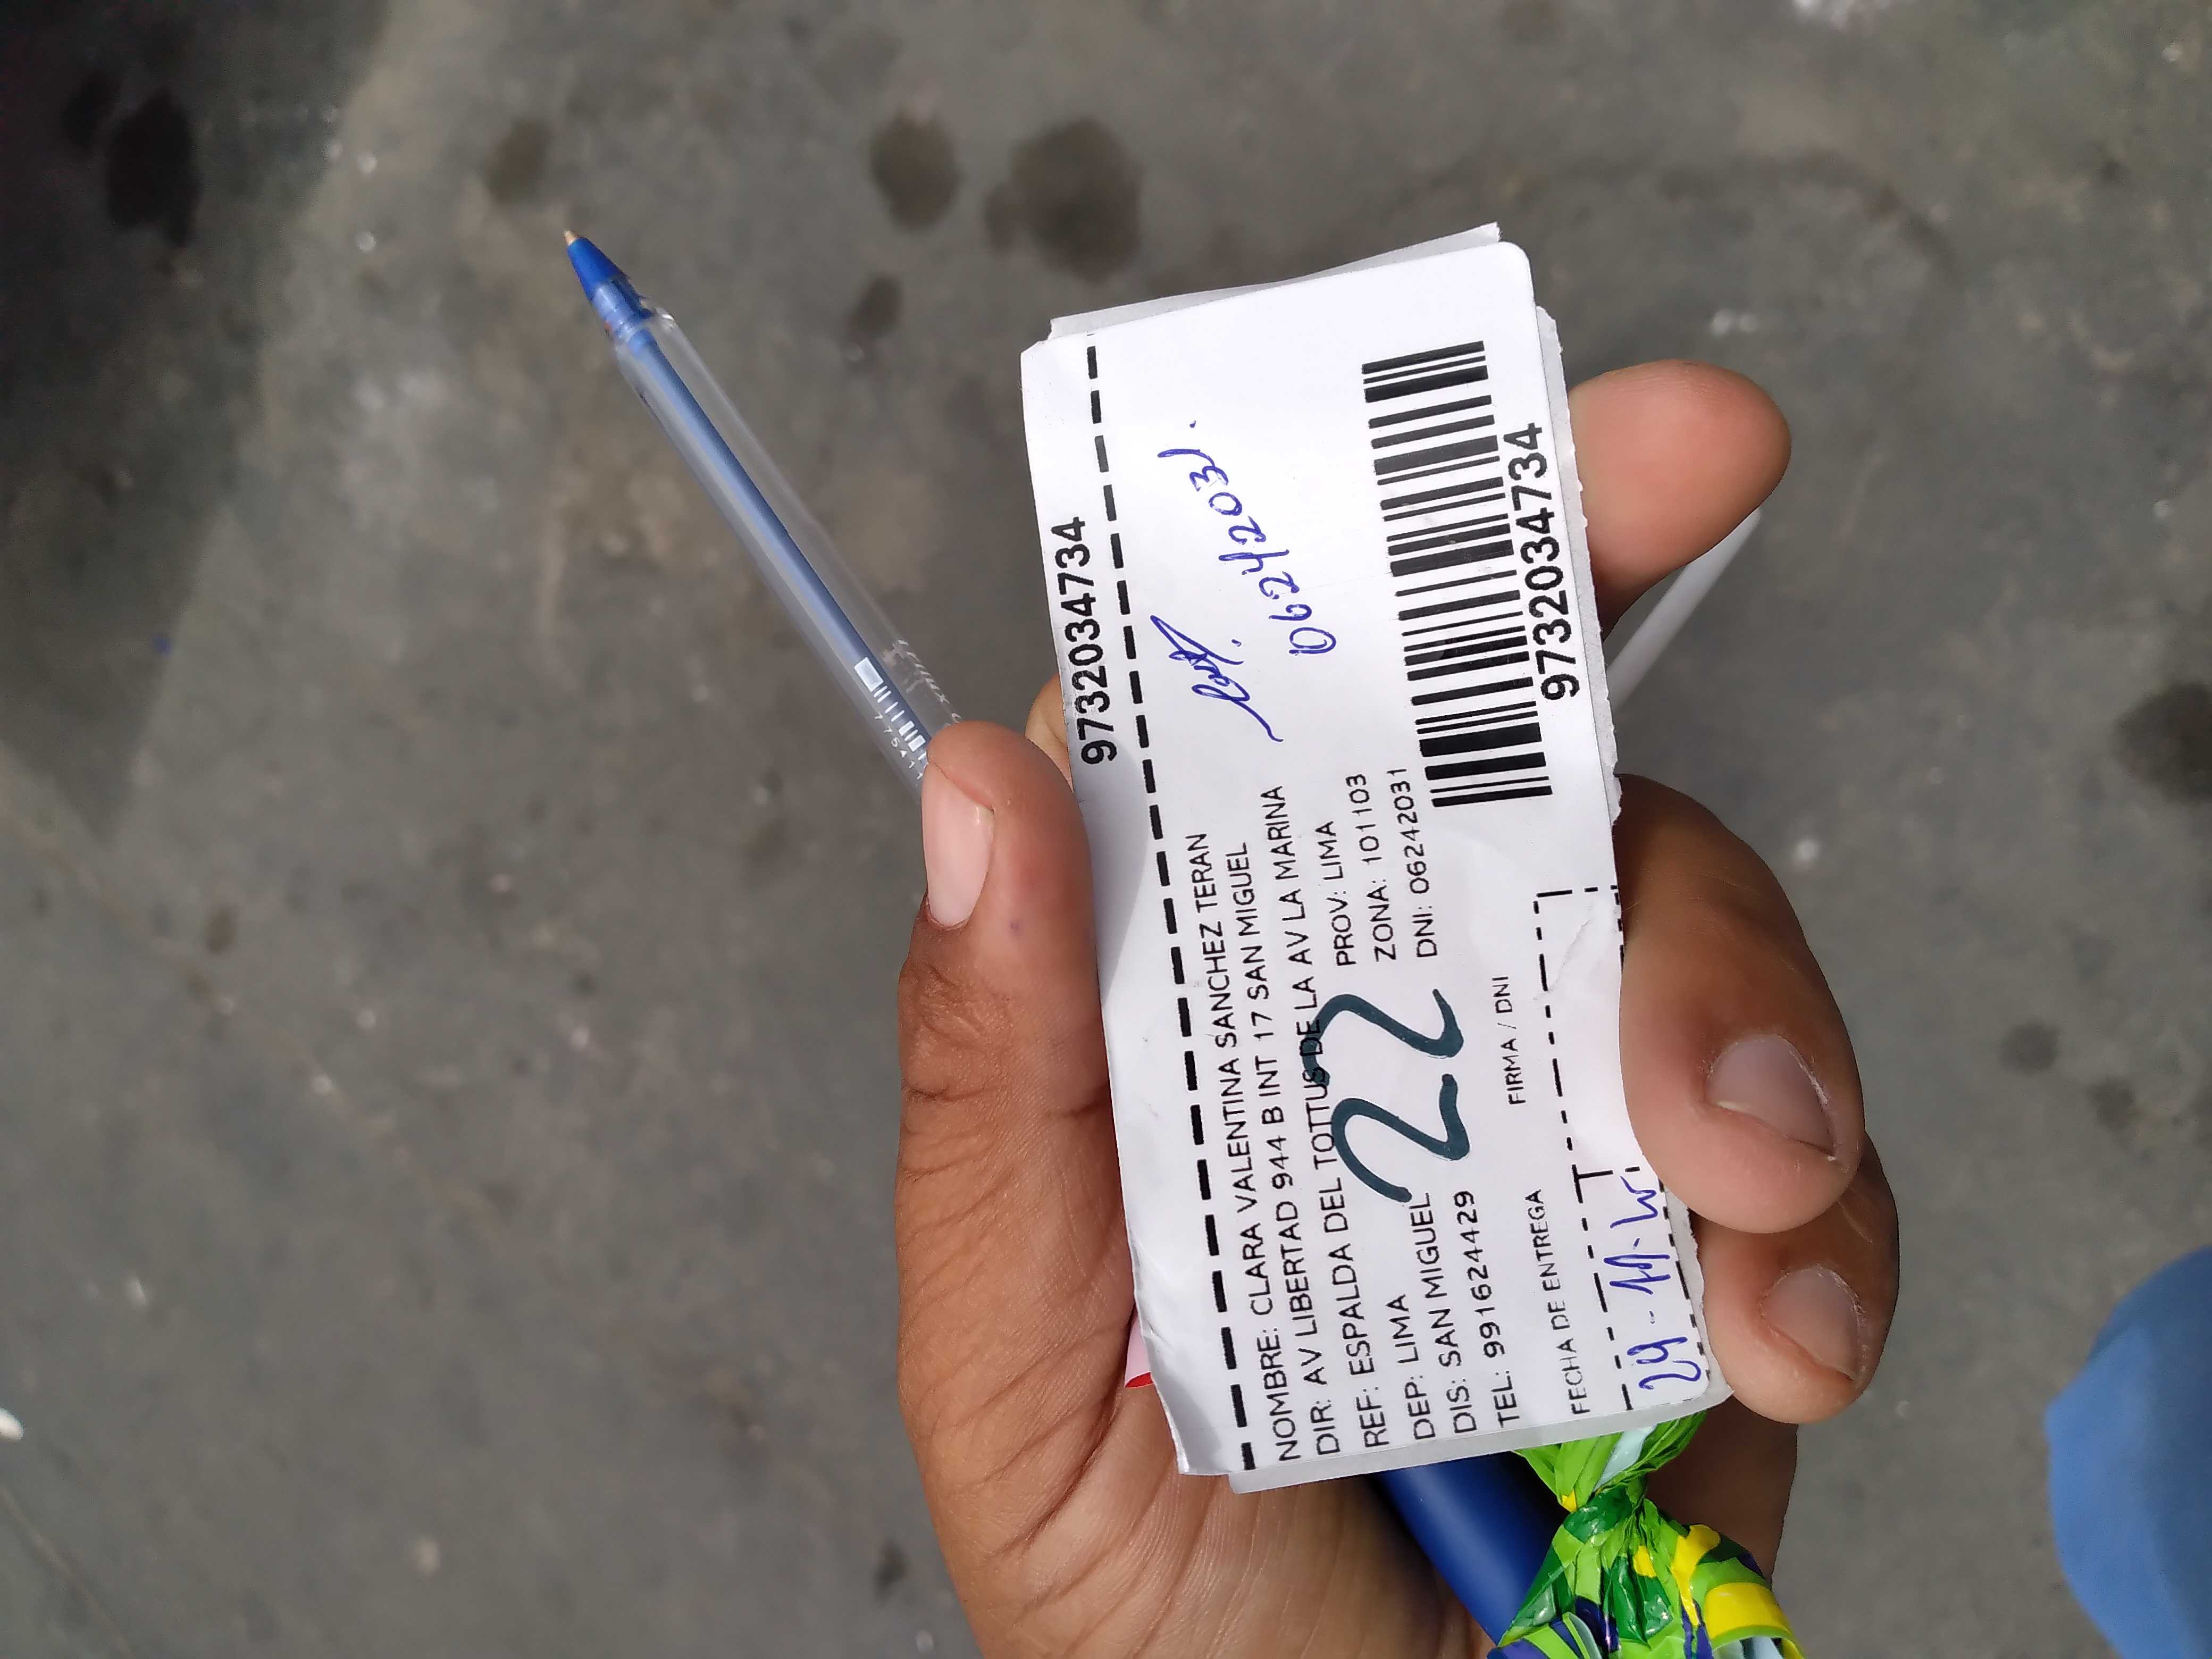 9732034734
NOMBRE: CLARA VALENTINA SANCHEZ TERAN
DIR: AV LIBERTAD 944 B INT 17 SAN MIGUEL
REF: ESPALDA DEL TOTTUS DE LA AV LA MARINA
DEP: LIMA PROV: LIMA
DIS: SAN MIGUEL ZONA: 101103
TEL: 991624429 DNI: 06242031
22
06242031.
9732034734
FECHA DE ENTREGA FIRMA / DNI
24-11-